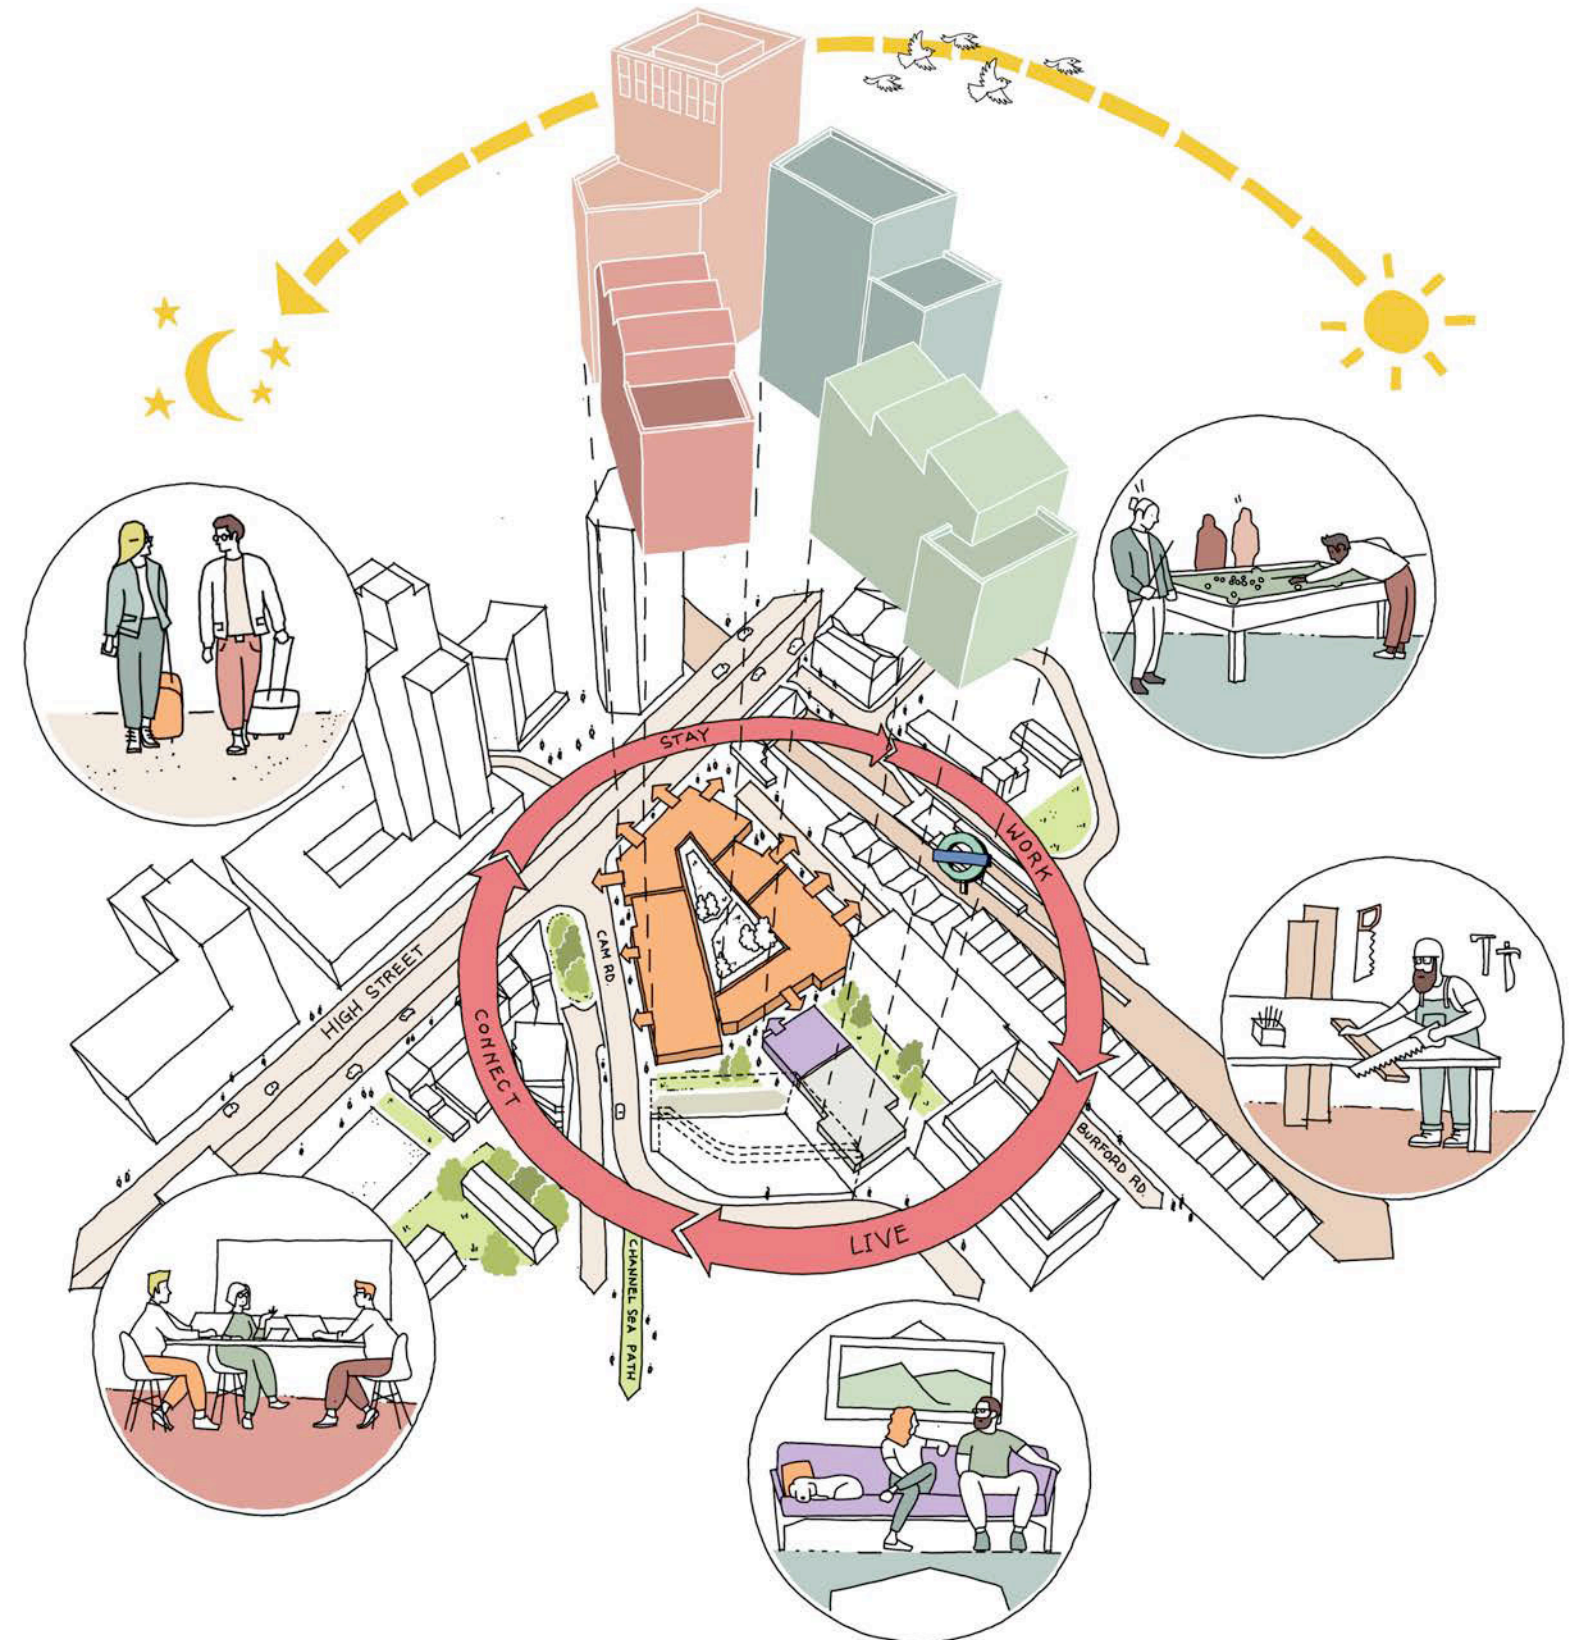 STAY
WORK
HIGH STREET
CAM RD.
CONNECT
BURFORD RD.
LIVE
CHANNEL SEA PATH